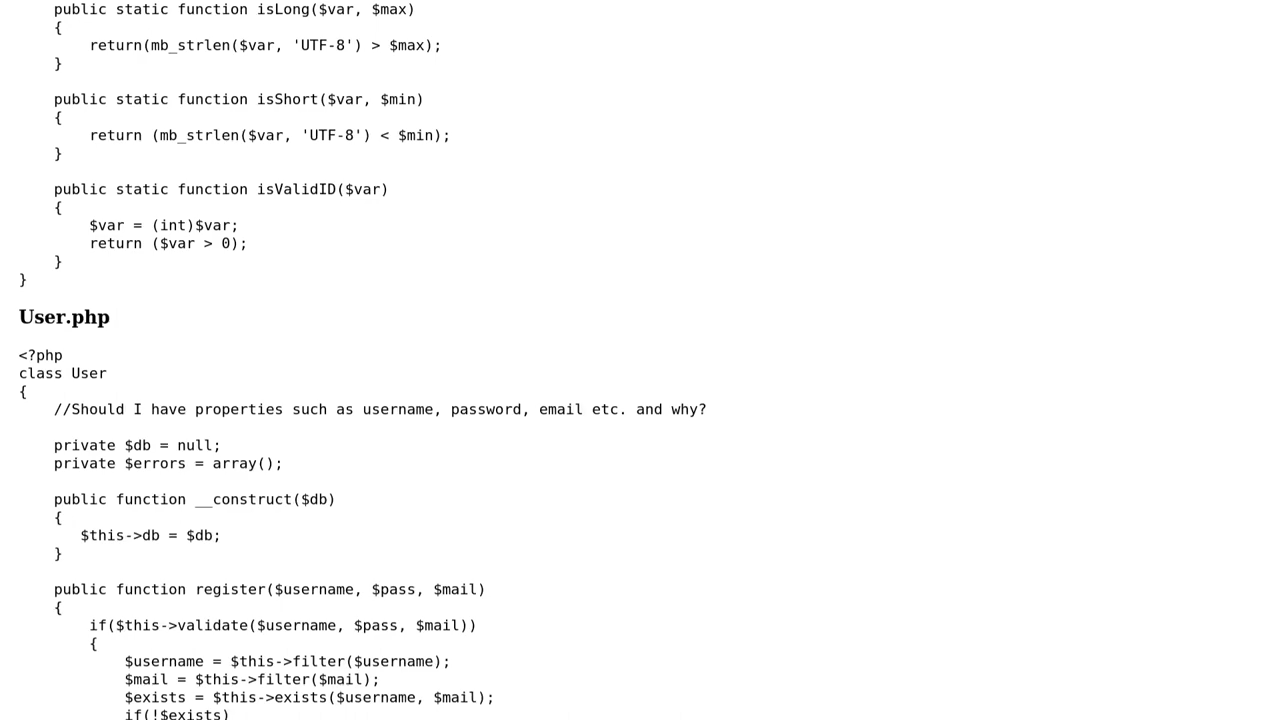 public static function isLong($var, $max)
    {
        return(mb_strlen($var, 'UTF-8') > $max);
    }

    public static function isShort($var, $min)
    {
        return (mb_strlen($var, 'UTF-8') < $min);
    }

    public static function isValidID($var)
    {
        $var = (int)$var;
        return ($var > 0);
    }
}
User.php
<?php
class User
{
    //Should I have properties such as username, password, email etc. and why?

    private $db = null;
    private $errors = array();

    public function __construct($db)
    {
       $this->db = $db;
    }

    public function register($username, $pass, $mail)
    {
        if($this->validate($username, $pass, $mail))
        {
            $username = $this->filter($username);
            $mail = $this->filter($mail);
            $exists = $this->exists($username, $mail);
            if(!$exists)